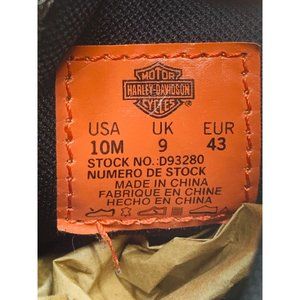 MOTOR
HARLEY-DAVIDSON
CYCLES
®
USA UK EUR
10M 9 43
STOCK NO.:D93280
NUMERO DE STOCK
MADE IN CHINA
FABRIQUE EN CHINE
HECHO EN CHINA